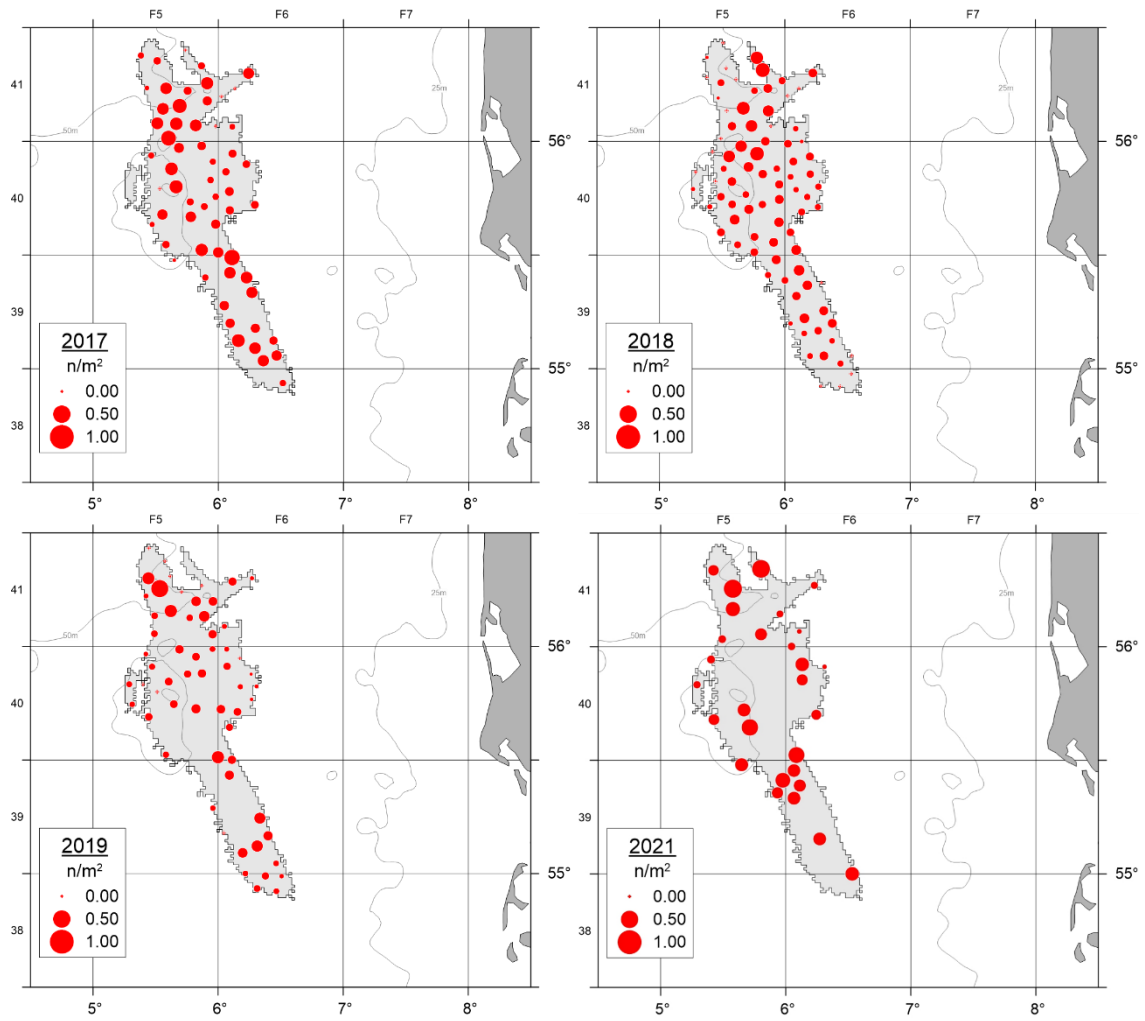 F5 F6 F7 F5 F6 F7
41 25m 41 25m
50m 56° 50m 56°
40 40
39 39
2017 2018
n/m² n/m²
0.00 0.00
0.50 55° 0.50 55°
1.00 38 1.00 38
5° 6° 7° 8° 5° 6° 7° 8°
F5 F6 F7 F5 F6 F7
41 25m 41 25m
50m 56° 50m 56°
40 40
39 39
2019 2021
n/m² n/m²
0.00 55° 0.00 55°
0.50 0.50
1.00 38 1.00 38
5° 6° 7° 8° 5° 6° 7° 8°